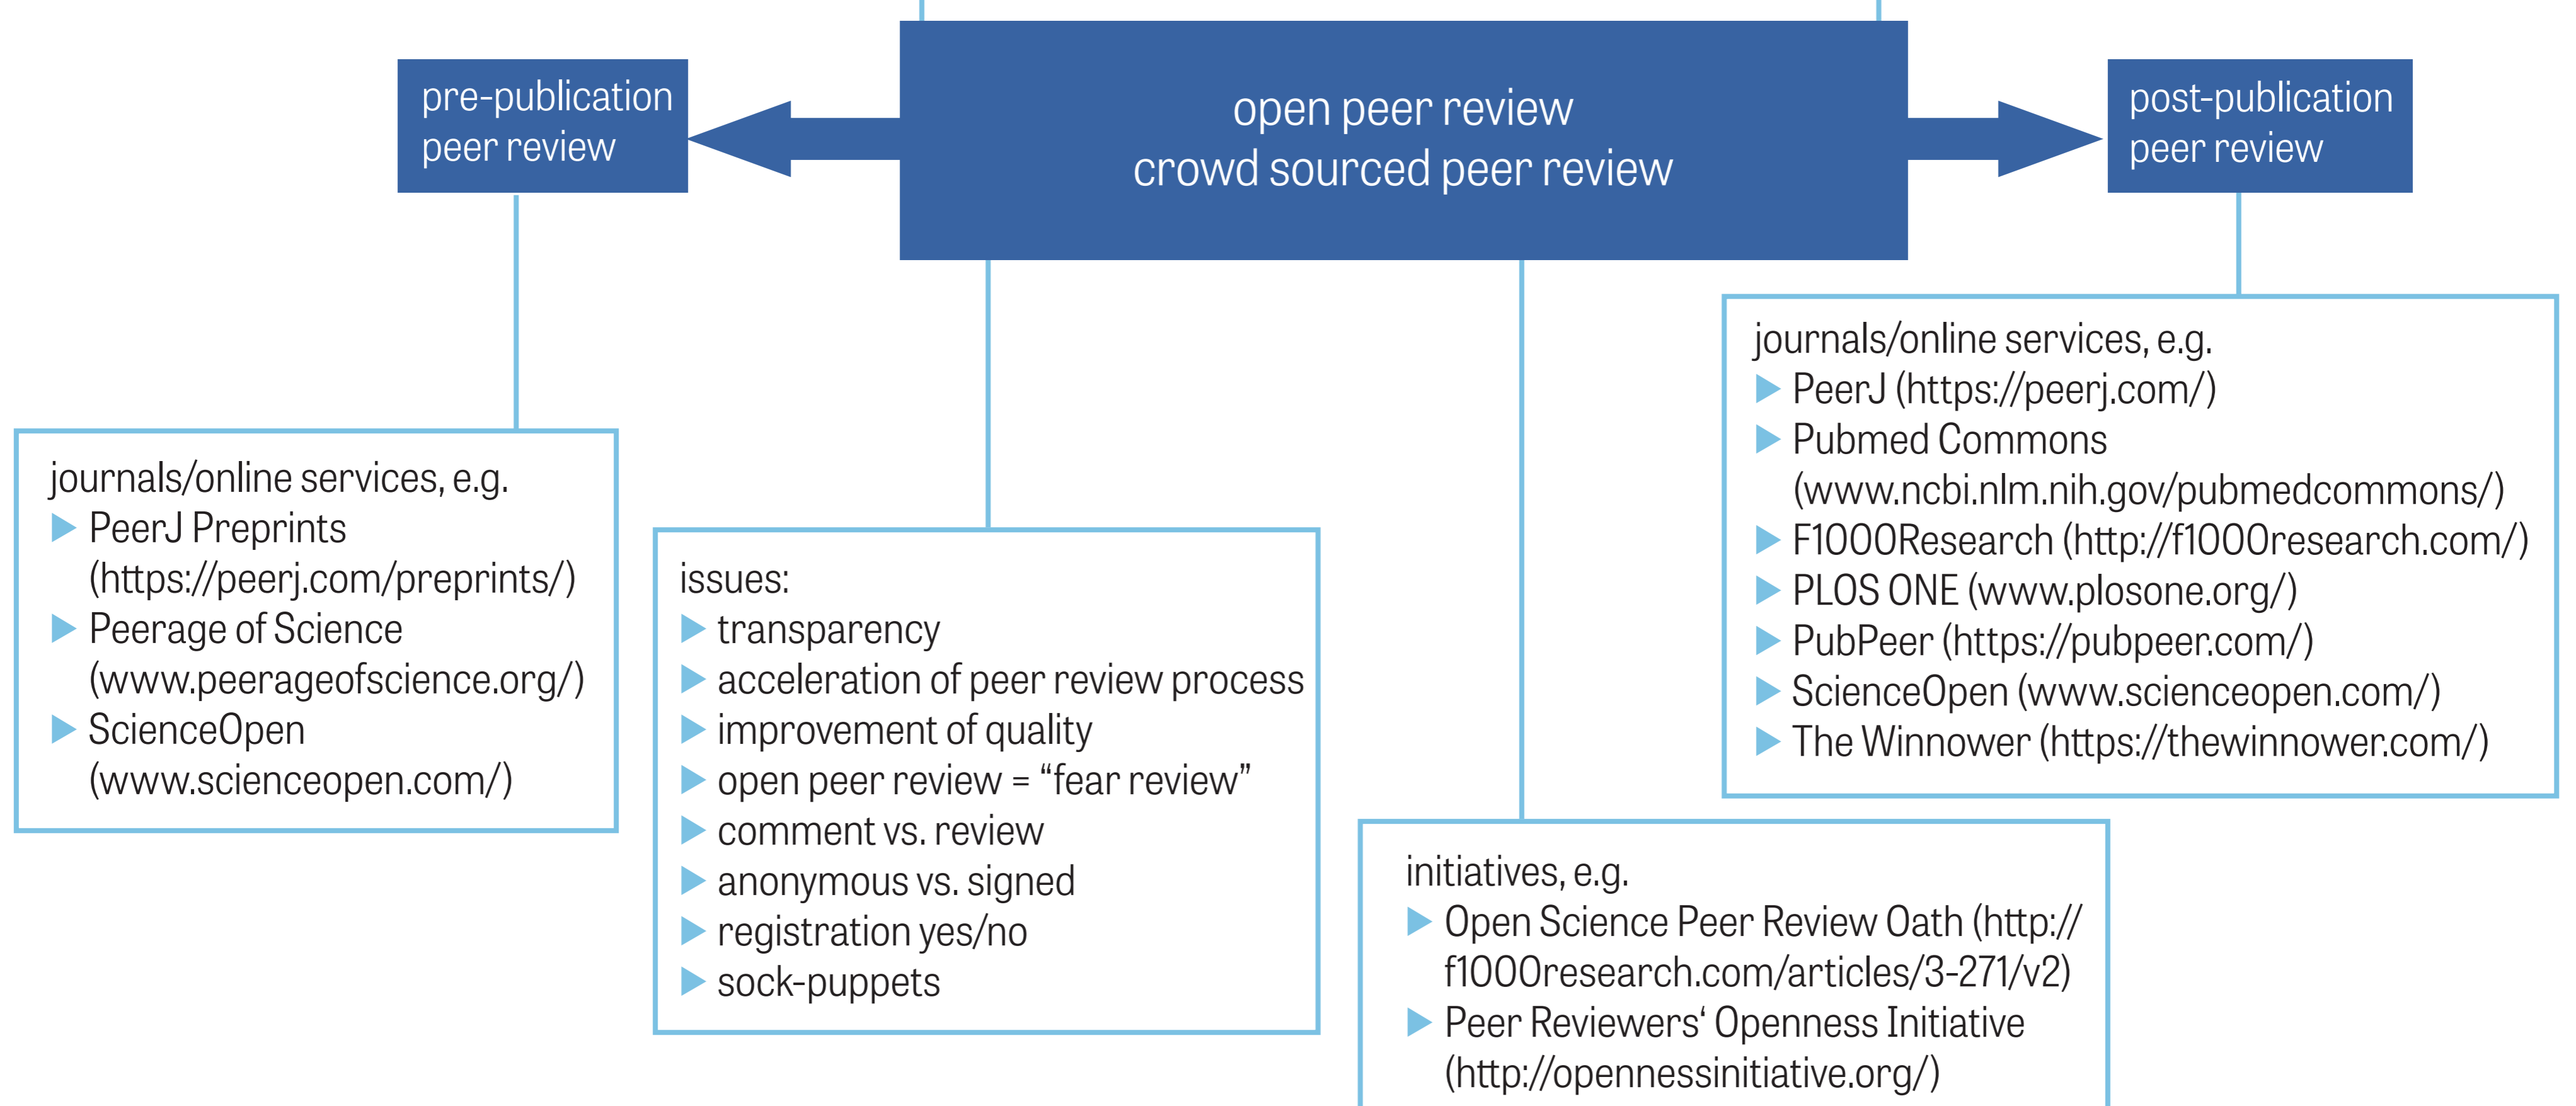 pre-publication
peer review
open peer review
crowd sourced peer review
post-publication
peer review
journals/online services, e.g.
PeerJ Preprints
(https://peerj.com/preprints/)
Peerage of Science
(www.peerageofscience.org/)
ScienceOpen
(www.scienceopen.com/)
issues:
transparency
acceleration of peer review process
improvement of quality
open peer review = “fear review”
comment vs. review
anonymous vs. signed
registration yes/no
sock-puppets
initiatives, e.g.
Open Science Peer Review Oath (http://
f1000research.com/articles/3-271/v2)
Peer Reviewers‘ Openness Initiative
(http://opennessinitiative.org/)
journals/online services, e.g.
PeerJ (https://peerj.com/)
Pubmed Commons
(www.ncbi.nlm.nih.gov/pubmedcommons/)
F1000Research (http://f1000research.com/)
PLOS ONE (www.plosone.org/)
PubPeer (https://pubpeer.com/)
ScienceOpen (www.scienceopen.com/)
The Winnower (https://thewinnower.com/)